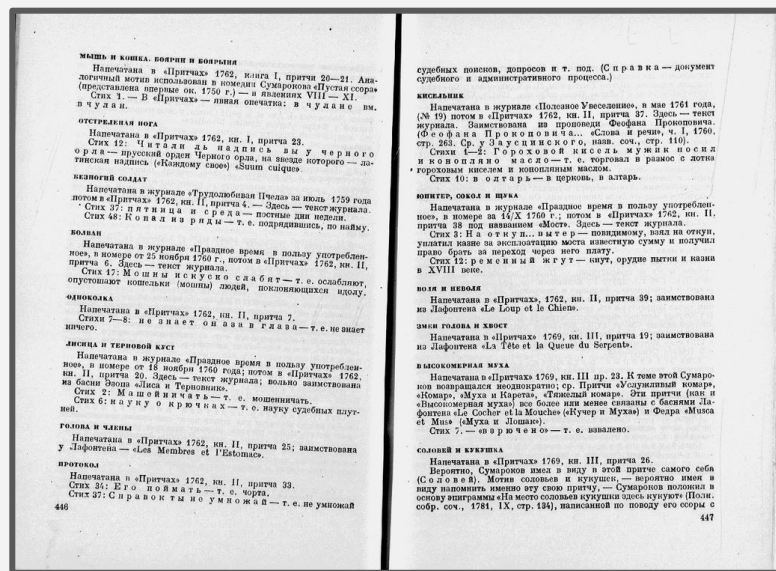 МЫШЬ И КОШКА. БОЯРИН И БОЯРЫНЯ
Напечатана в «Притчах» 1762, книга I, притчи 20—21. Ана-
логичный мотив использован в комедии Сумарокова «Пустая ссора»
(представлена впервые ок. 1750 г.) — в явлениях VIII — XI.
Стих 1. — В «Притчах» — явная опечатка: в чулане вм.
в чулан.
ОТСТРЕЛЕНАЯ НОГА
Напечатана в «Притчах» 1762, кн. I, притча 23.
Стих 12: Читали ль надпись вы у черного
орла — прусский орден Черного орла, на звезде которого — ла-
тинская надпись («Каждому свое») «Suum cuique».
БЕЗНОГИЙ СОЛДАТ
Напечатана в журнале «Трудолюбивая Пчела» за июль 1759 года
потом в «Притчах» 1762, кн. II, притча 4. — Здесь — текст журнала.
Стих 37: пятница и среда — постные дни недели.
Стих 48: Копал из ряды — т. е. подрядившись, по найму.
БОЛВАН
Напечатана в журнале «Праздное время в пользу употреблен-
ное», в номере от 25 ноября 1760 г., потом в «Притчах» 1762, кн. II,
притча 6. Здесь — текст журнала.
Стих 17: Мошны искусно слабят — т. е. ослабляют,
опустошают кошельки (мошны) людей, поклоняющихся идолу.
ОДНОКОЛКА
Напечатана в «Притчах» 1762, кн. II, притча 7.
Стихи 7—8: не знает он аза в глаза — т. е. не знает
ничего.
ЛИСИЦА И ТЕРНОВОЙ КУСТ
Напечатана в журнале «Праздное время в пользу употреблен-
ное», в номере от 18 ноября 1760 года; потом в «Притчах» 1762,
кн. II, притча 20. Здесь — текст журнала; вольно заимствована
из басни Эзопа «Лиса и Терновник».
Стих 2: Машейничать — т. е. мошенничать.
Стих 6: науку о крючках — т. е. науку судебных плут-
ней.
ГОЛОВА И ЧЛЕНЫ
Напечатана в «Притчах» 1762, кн. II, притча 25; заимствована
у Лафонтена — «Les Membres et l'Estomac».
ПРОТОКОЛ
Напечатана в «Притчах» 1762, кн. II, притча 33.
Стих 34: Его поймать — т. е. чорта.
Стих 37: Справок ты не умножай — т. е. не умножай
446
судебных поисков, допросов и т. под. (Справка — документ
судебного и административного процесса.)
КИСЕЛЬНИК
Напечатана в журнале «Полезное Увеселение», в мае 1761 года,
(№ 19) потом в «Притчах» 1762, кн. II, притча 37. Здесь — текст
журнала. Заимствована из проповеди Феофана Прокоповича.
(Феофана Прокоповича... «Слова и речи», ч. I, 1760,
стр. 263. Ср. у Заусцинского, назв. соч., стр. 110).
Стихи 1—2: Гороховой кисель мужик носил
и конопляно масло — т. е. торговал в разнос с лотка
гороховым киселем и конопляным маслом.
Стих 10: в олтарь — в церковь, в алтарь.
ЮПИТЕР, СОКОЛ И ЩУКА
Напечатана в журнале «Праздное время в пользу употреблен-
ное», в номере за 14/X 1760 г.; потом в «Притчах» 1762, кн. II.
притча 38 под названием «Мост». Здесь — текст журнала.
Стих 3: На откуп... вытер — повидимому, взял на откуп,
уплатил казне за эксплоатацию моста известную сумму и получил
право брать за переход через него плату.
Стих 12: ременный жгут — кнут, орудие пытки и казни
в XVIII веке.
ВОЛЯ И НЕВОЛЯ
Напечатана в «Притчах», 1762, кн. II, притча 39; заимствована
из Лафонтена «Le Loup et le Chien».
ЗМЕИ ГОЛОВА И ХВОСТ
Напечатана в «Притчах» 1769, кн. III, притча 19; заимствована
из Лафонтена «La Tête et la Queue du Serpent».
ВЫСОКОМЕРНАЯ МУХА
Напечатана в «Притчах» 1769, кн. III пр. 23. К теме этой Сумаро-
ков возвращался неоднократно; ср. Притчи «Услужливый комар»,
«Комар», «Муха и Карета», «Тяжелый комар». Эти притчи (как и
«Высокомерная муха») все более или менее связаны с баснями Ла-
фонтена «Le Cocher et la Mouche» («Кучер и Муха») и Федра «Musca
et Mus» («Муха и Лошак»).
Стих 7. — «взрючено» — т. е. взвалено.
СОЛОВЕЙ И КУКУШКА
Напечатана в «Притчах» 1769, кн. III, притча 26.
Вероятно, Сумароков имел в виду в этой притче самого себя
(Соловей). Мотив соловьев и кукушек, — вероятно имея в
виду напомнить именно эту свою притчу, — Сумароков положил в
основу эпиграммы «На место соловьев кукушки здесь кукуют» (Полн.
собр. соч., 1781, IX, стр. 134), написанной по поводу его ссоры с
447